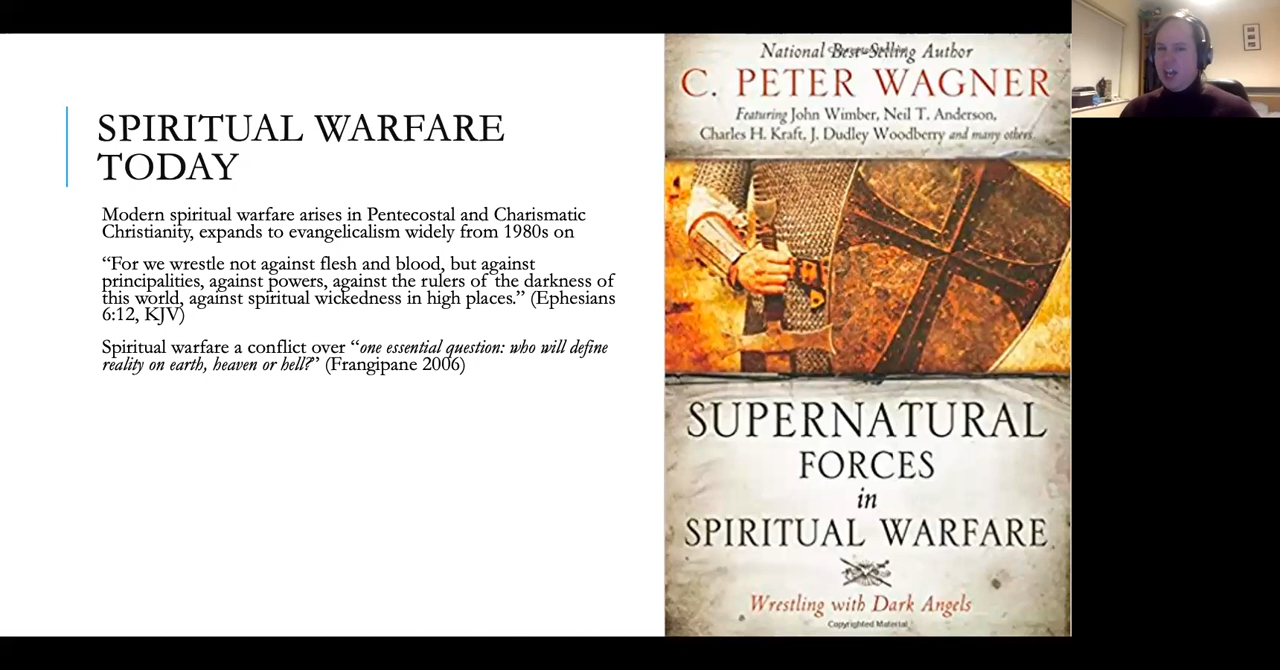 SPIRITUAL WARFARE
TODAY
Modern spiritual warfare arises in Pentecostal and Charismatic
Christianity, expands to evangelicalism widely from 1980s on
“For we wrestle not against flesh and blood, but against
principalities, against powers, against the rulers of the darkness of
this world, against spiritual wickedness in high places.” (Ephesians
6:12, KJV)
Spiritual warfare a conflict over “one essential question: who will define
reality on earth, heaven or hell?” (Frangipane 2006)
National Best-Selling Author
C. PETER WAGNER
Featuring John Wimber, Neil T. Anderson,
Charles H. Kraft, J. Dudley Woodberry and many others
SUPERNATURAL
FORCES
in
SPIRITUAL WARFARE
Wrestling with Dark Angels
Copyrighted Material